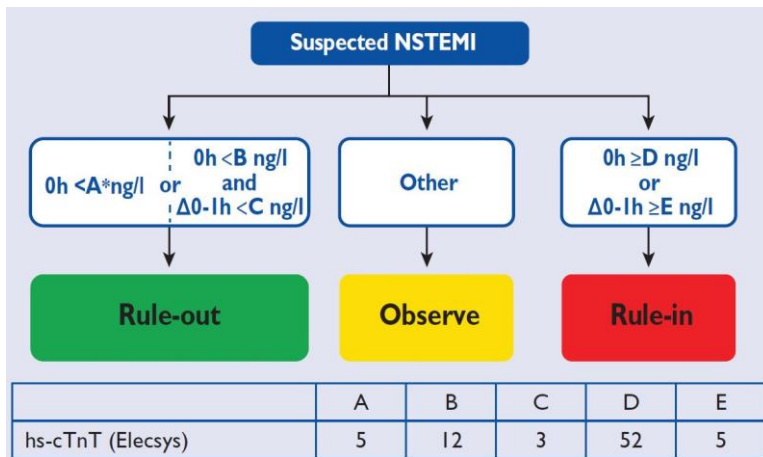 Suspected NSTEMI
0h <A*ng/l or
0h <B ng/l
and
Δ0-1h <C ng/l
Other
0h ≥D ng/l
or
Δ0-1h ≥E ng/l
Rule-out
Observe
Rule-in
A B C D E
hs-cTnT (Elecsys) 5 12 3 52 5